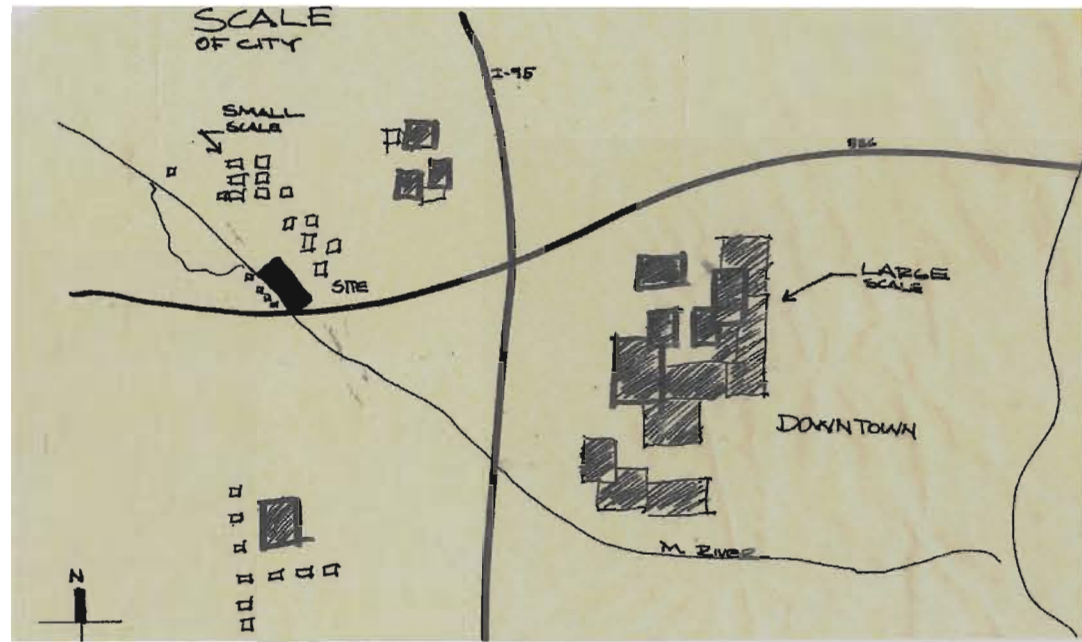 SCALE
OF CITY
I-95
SMALL
SCALE
836
LARGE
SCALE
SITE
DOWNTOWN
M. RIVER
N